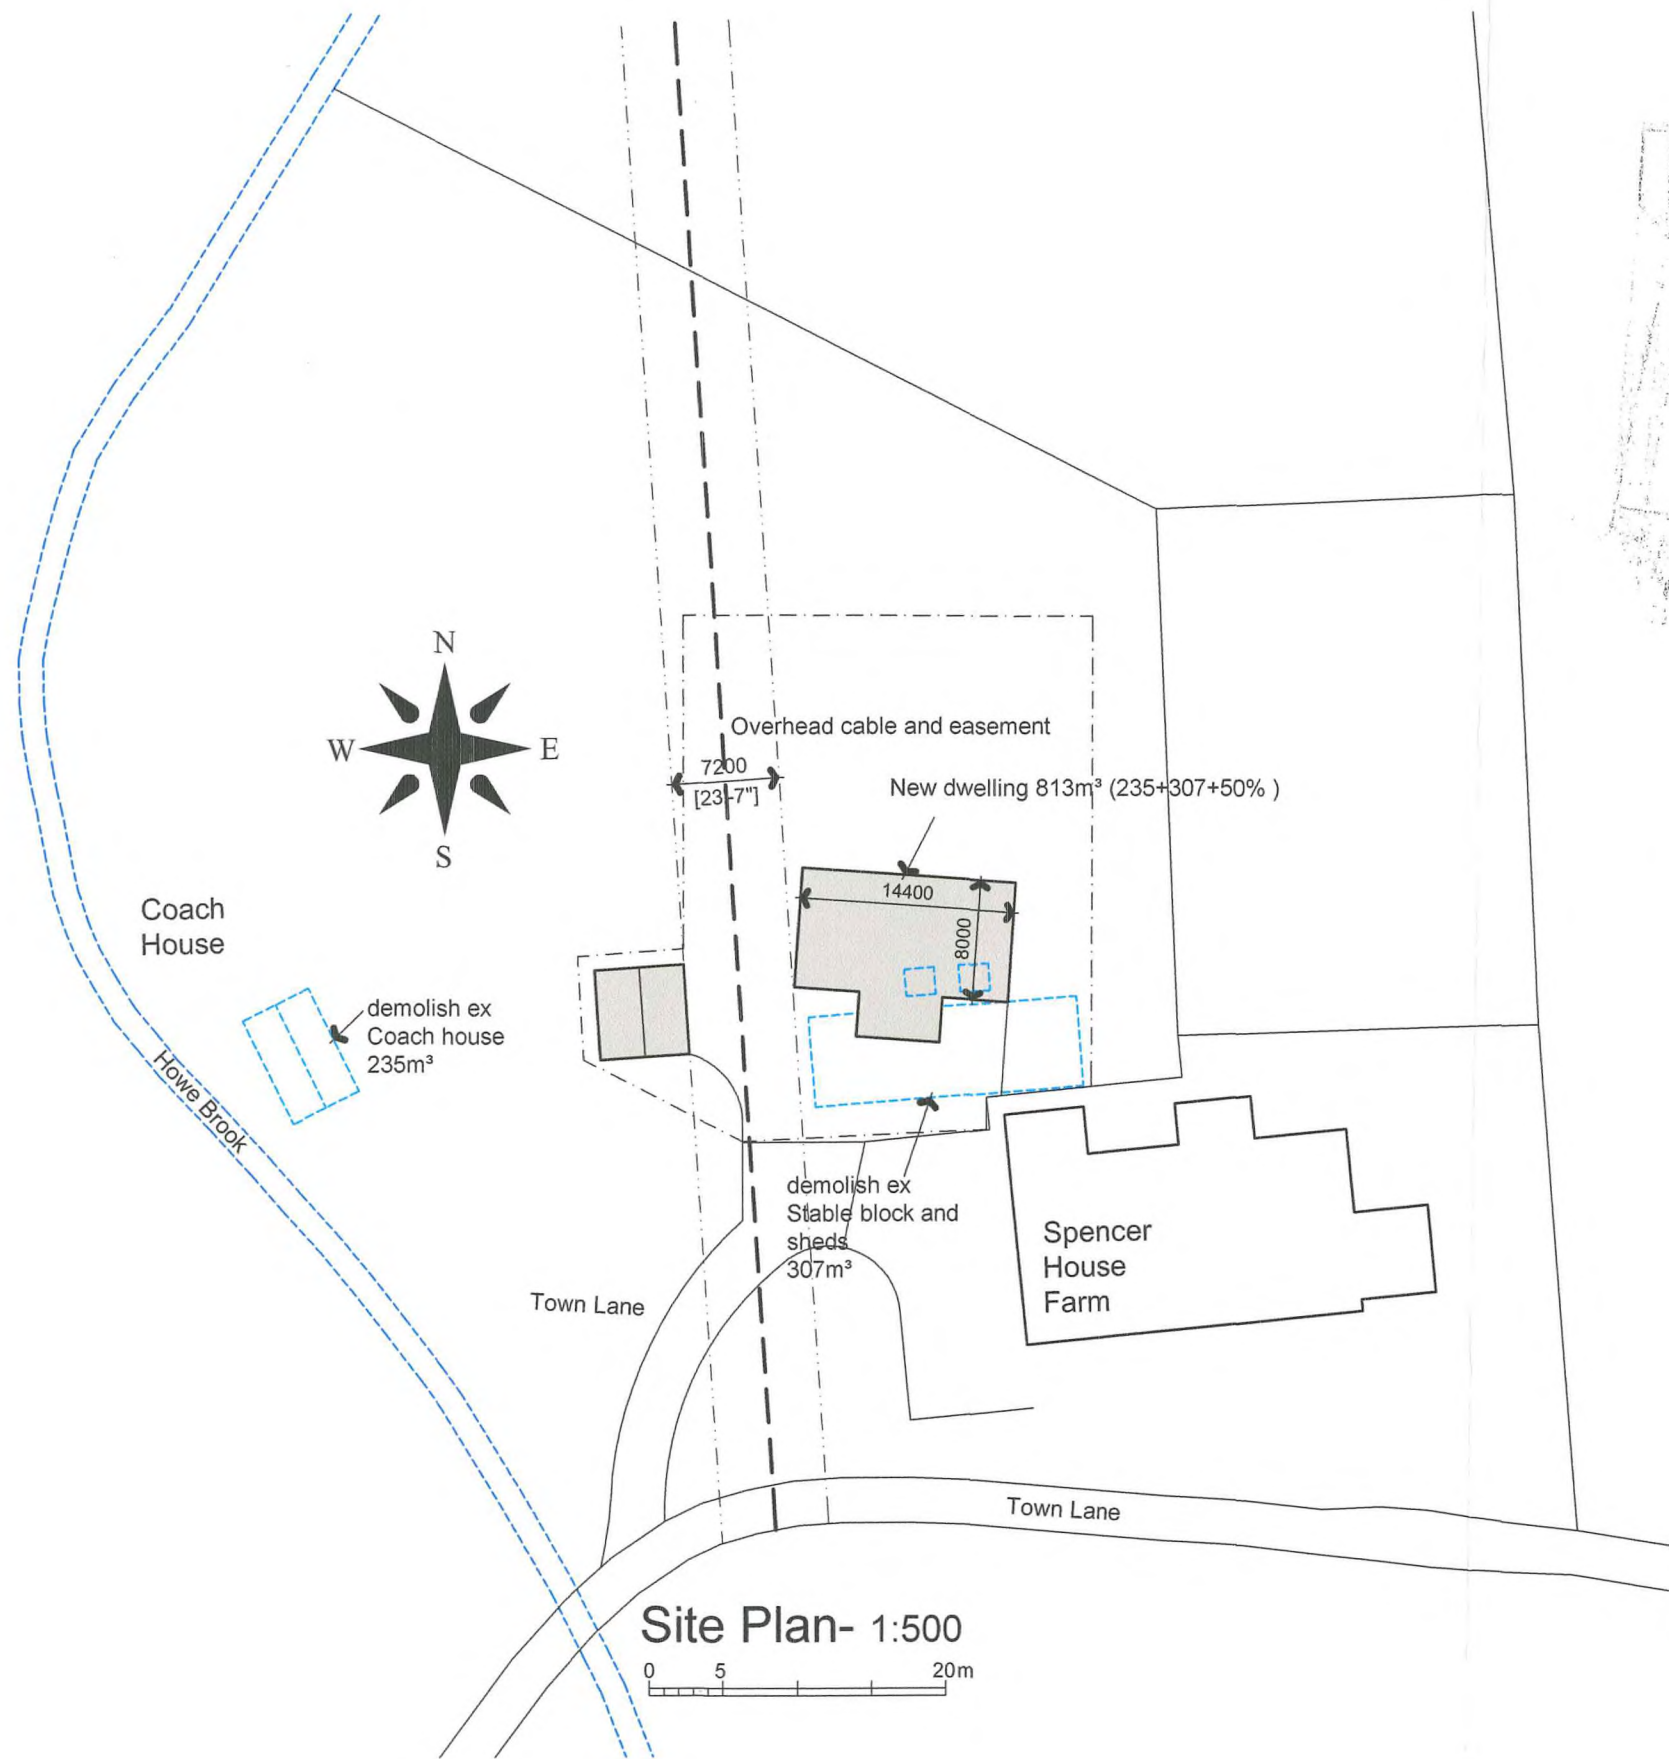 N
W
E
S
Overhead cable and easement
7200
[23'-7"]
New dwelling 813m³ (235+307+50% )
14400
8000
Coach
House
demolish ex
Coach house
235m³
Howe Brook
demolish ex
Stable block and
sheds
307m³
Spencer
House
Farm
Town Lane
Town Lane
Site Plan- 1:500
0 5 20m